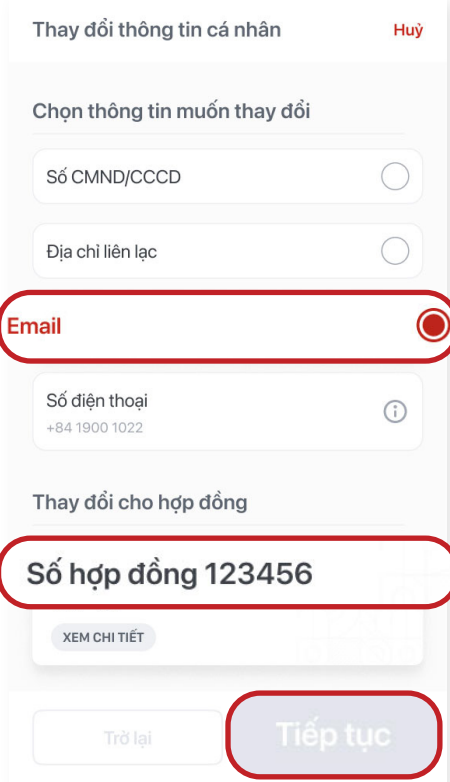 Thay đổi thông tin cá nhân Huỷ
Chọn thông tin muốn thay đổi
Số CMND/CCCD
Địa chỉ liên lạc
Email
Số điện thoại
+84 1900 1022
Thay đổi cho hợp đồng
Số hợp đồng 123456
XEM CHI TIẾT
Trở lại Tiếp tục